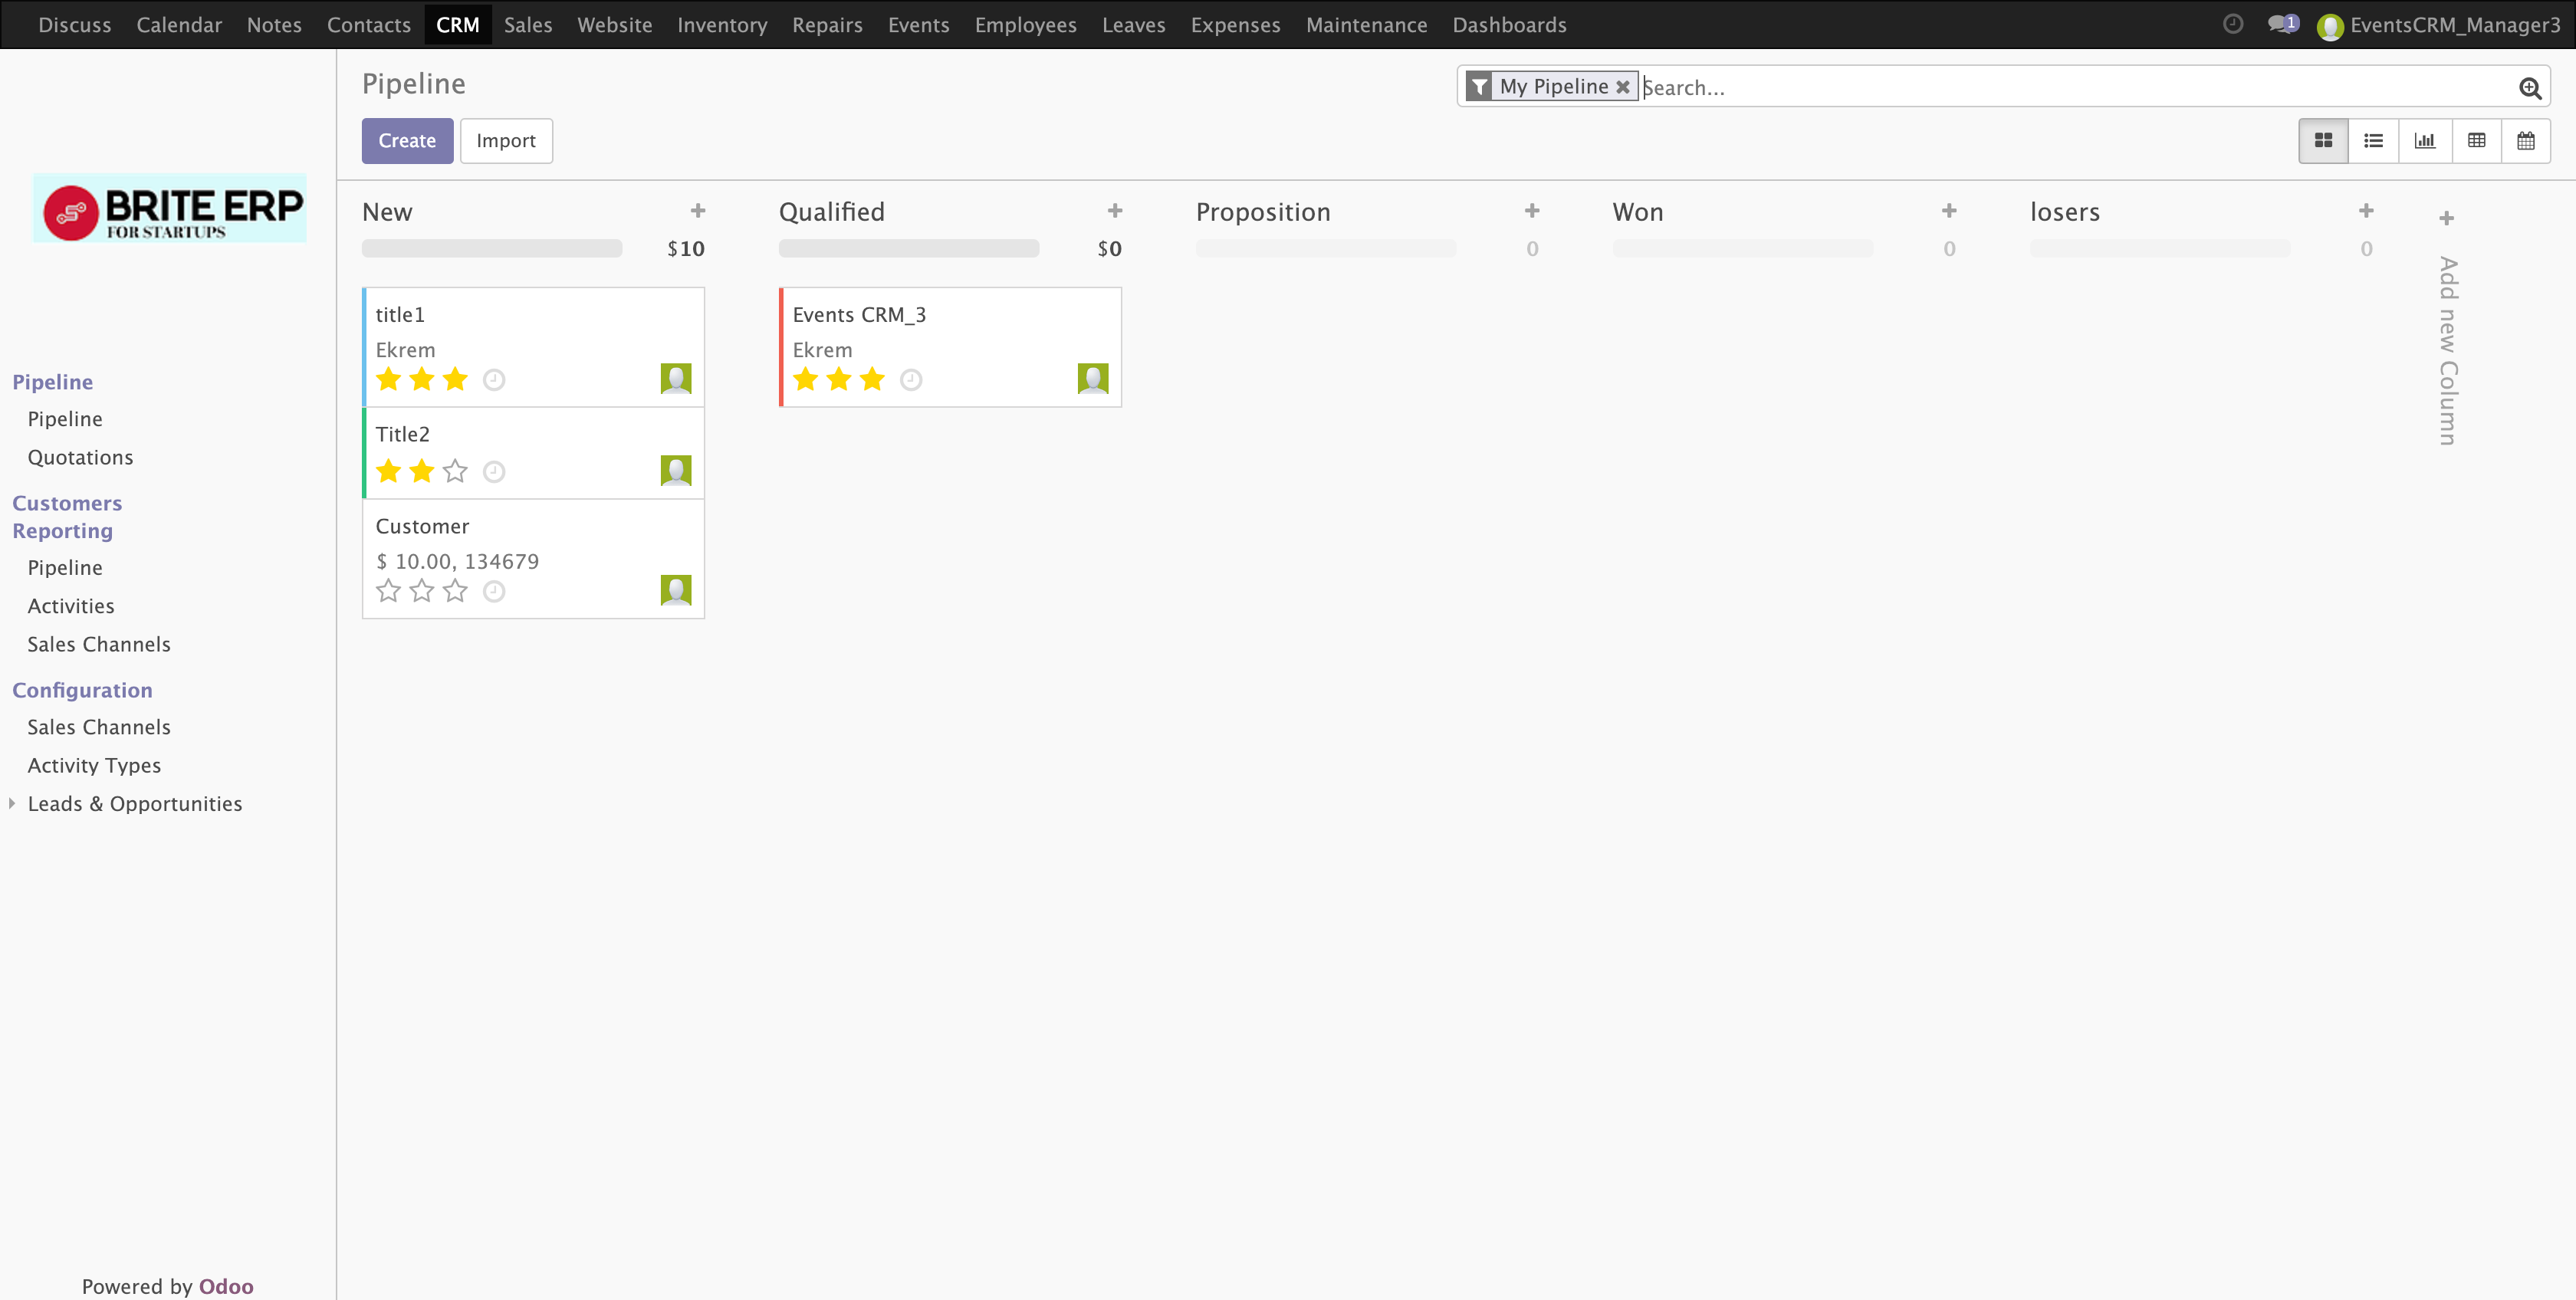 Discuss Calendar Notes Contacts CRM Sales Website Inventory Repairs Events Employees Leaves Expenses Maintenance Dashboards 1 EventsCRM_Manager3
Pipeline
My Pipeline Search...
Create Import
BRITE ERP
FOR STARTUPS
Pipeline
Pipeline
Quotations
Customers
Reporting
Pipeline
Activities
Sales Channels
Configuration
Sales Channels
Activity Types
Leads & Opportunities
Powered by Odoo
New
$10
title1
Ekrem
Title2
Customer
$ 10.00, 134679
Qualified
$0
Events CRM_3
Ekrem
Proposition
0
Won
0
losers
0
Add new Column